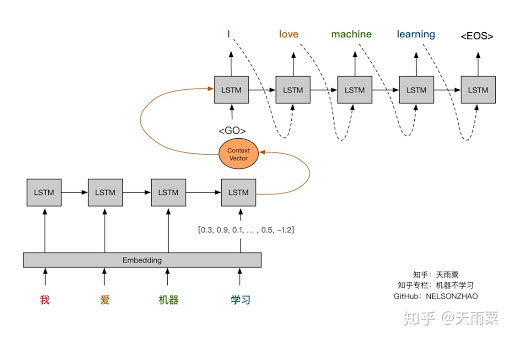 I love machine learning <EOS>
LSTM LSTM LSTM LSTM LSTM
<GO>
Context
Vector
LSTM LSTM LSTM LSTM
[0.3, 0.9, 0.1, ... , 0.5, -1.2]
Embedding
我 爱 机器 学习
知乎：天雨粟
知乎专栏：机器不学习
GitHub：NELSONZHAO
知乎 @天雨粟